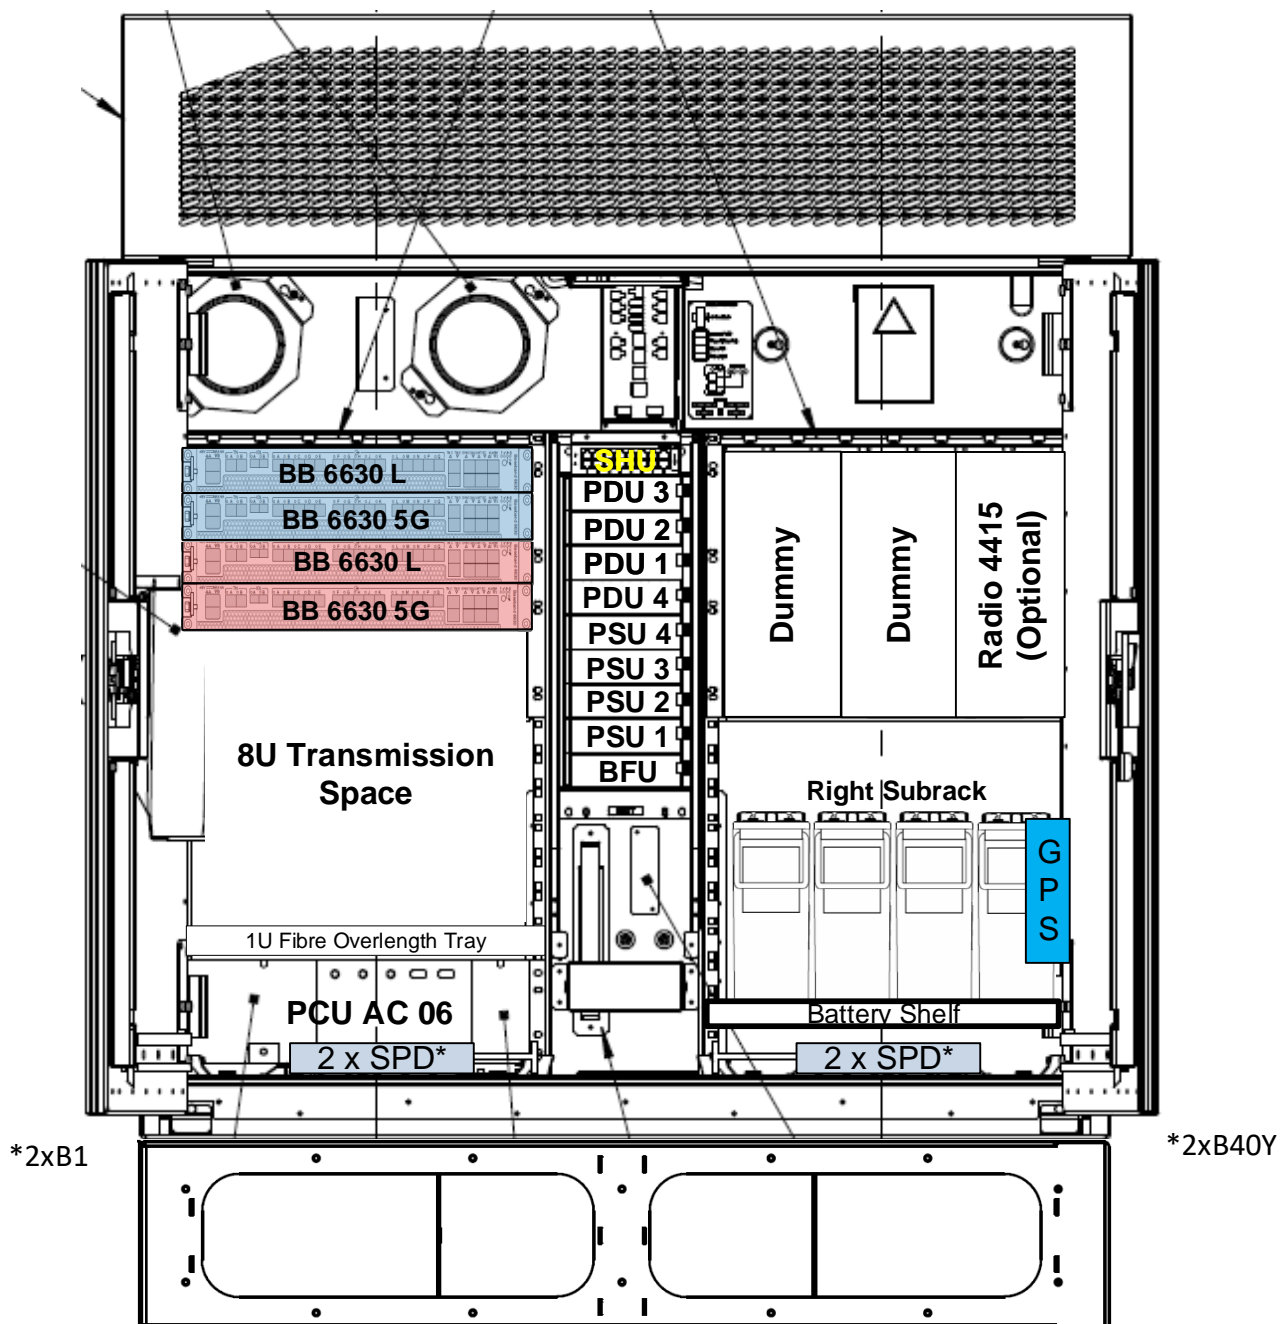 BB 6630 L
BB 6630 5G
BB 6630 L
BB 6630 5G
8U Transmission
Space
1U Fibre Overlength Tray
PCU AC 06
2 x SPD*
*2xB1
SHU
PDU 3
PDU 2
PDU 1
PDU 4
PSU 4
PSU 3
PSU 2
PSU 1
BFU
Dummy
Dummy
Radio 4415
(Optional)
Right Subrack
G
P
S
Battery Shelf
2 x SPD*
*2xB40Y